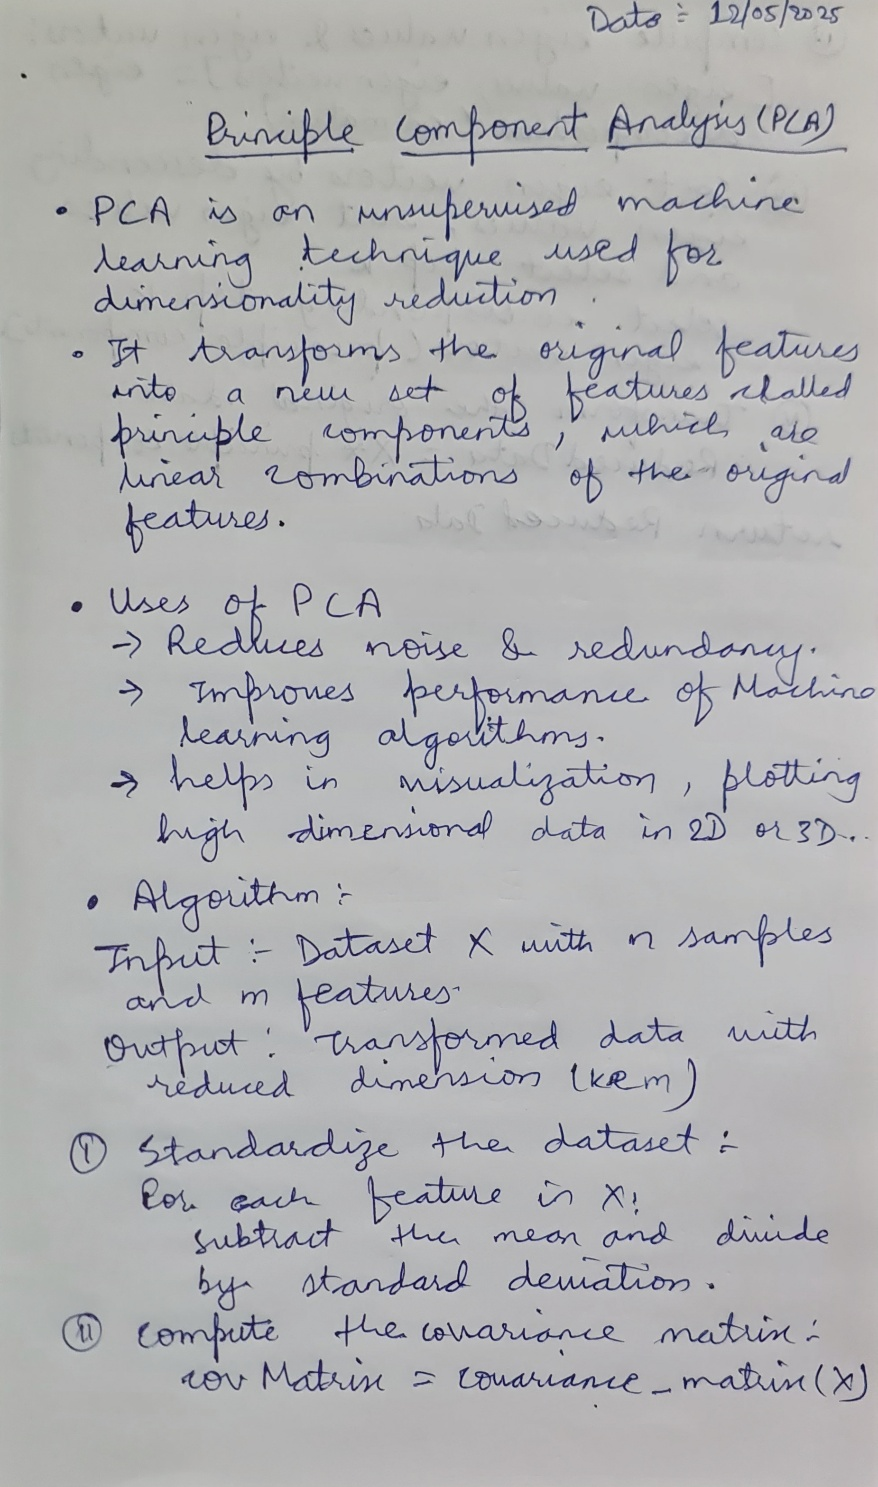 Date :- 12/05/2025
Principle Component Analysis (PCA)
• PCA is an unsupervised machine
learning technique used for
dimensionality reduction.
• It transforms the original features
into a new set of features challed
principle components, which are
linear combinations of the original
features.
• Uses of PCA
→ Reduces noise & redundancy.
→ Improves performance of Machine
learning algorithms.
→ helps in visualization, plotting
high dimensional data in 2D or 3D...
• Algorithm :-
Input :- Dataset X with n samples
and m features.
Output : Transformed data with
reduced dimension (k m)
(i) Standardize the dataset :-
For each feature in X:
subtract the mean and divide
by standard deviation.
(ii) compute the covariance matrix :-
cov Matrix = covariance_matrix(X)